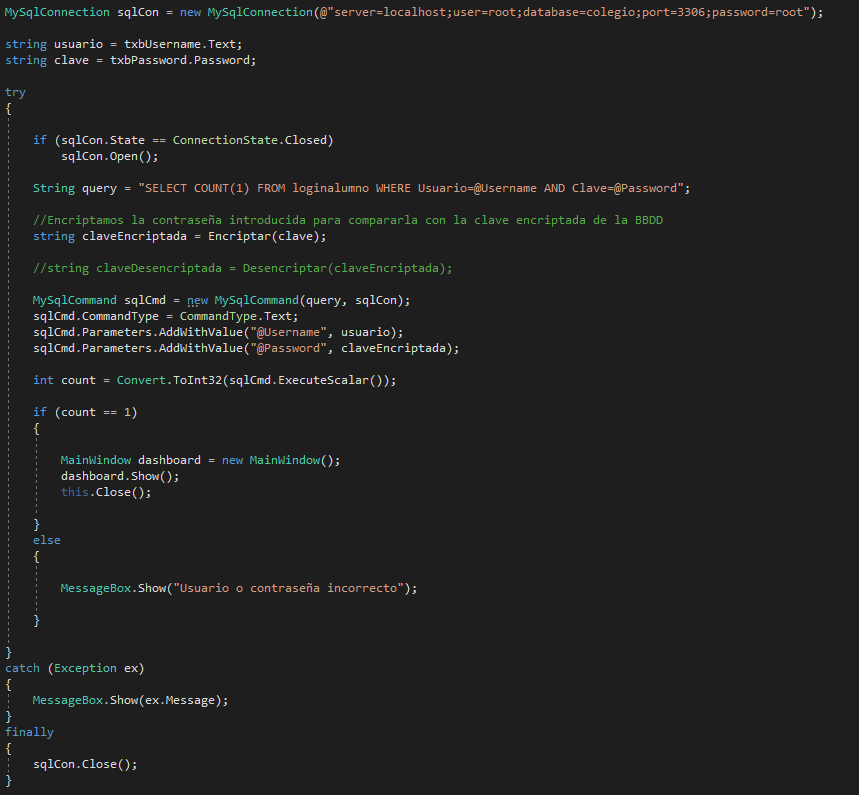 MySqlConnection sqlCon = new MySqlConnection(@"server=localhost;user=root;database=colegio;port=3306;password=root");
string usuario = txbUsername.Text;
string clave = txbPassword.Password;
try
{
if (sqlCon.State == ConnectionState.Closed)
sqlCon.Open();
String query = "SELECT COUNT(1) FROM loginalumno WHERE Usuario=@Username AND Clave=@Password";
//Encriptamos la contraseña introducida para compararla con la clave encriptada de la BBDD
string claveEncriptada = Encriptar(clave);
//string claveDesencriptada = Desencriptar(claveEncriptada);
MySqlCommand sqlCmd = new MySqlCommand(query, sqlCon);
sqlCmd.CommandType = CommandType.Text;
sqlCmd.Parameters.AddWithValue("@Username", usuario);
sqlCmd.Parameters.AddWithValue("@Password", claveEncriptada);
int count = Convert.ToInt32(sqlCmd.ExecuteScalar());
if (count == 1)
{
MainWindow dashboard = new MainWindow();
dashboard.Show();
this.Close();
}
else
{
MessageBox.Show("Usuario o contraseña incorrecto");
}
}
catch (Exception ex)
{
MessageBox.Show(ex.Message);
}
finally
{
sqlCon.Close();
}